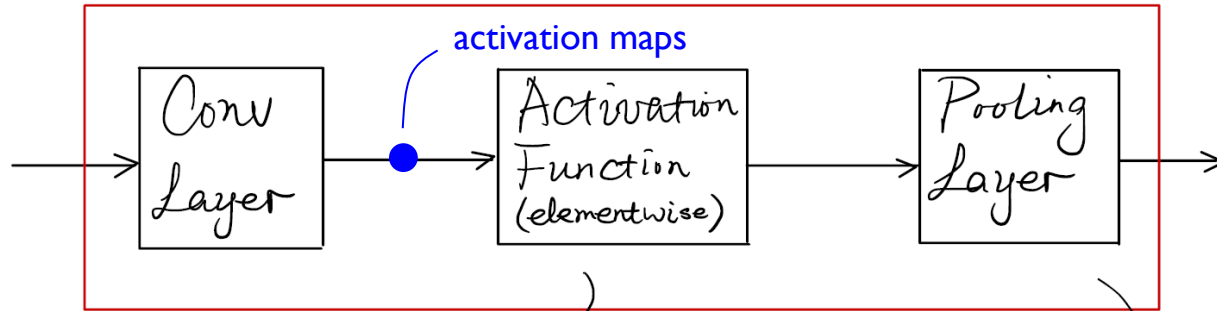 activation maps
Conv
Layer
Activation
Function
(elementwise)
Pooling
Layer